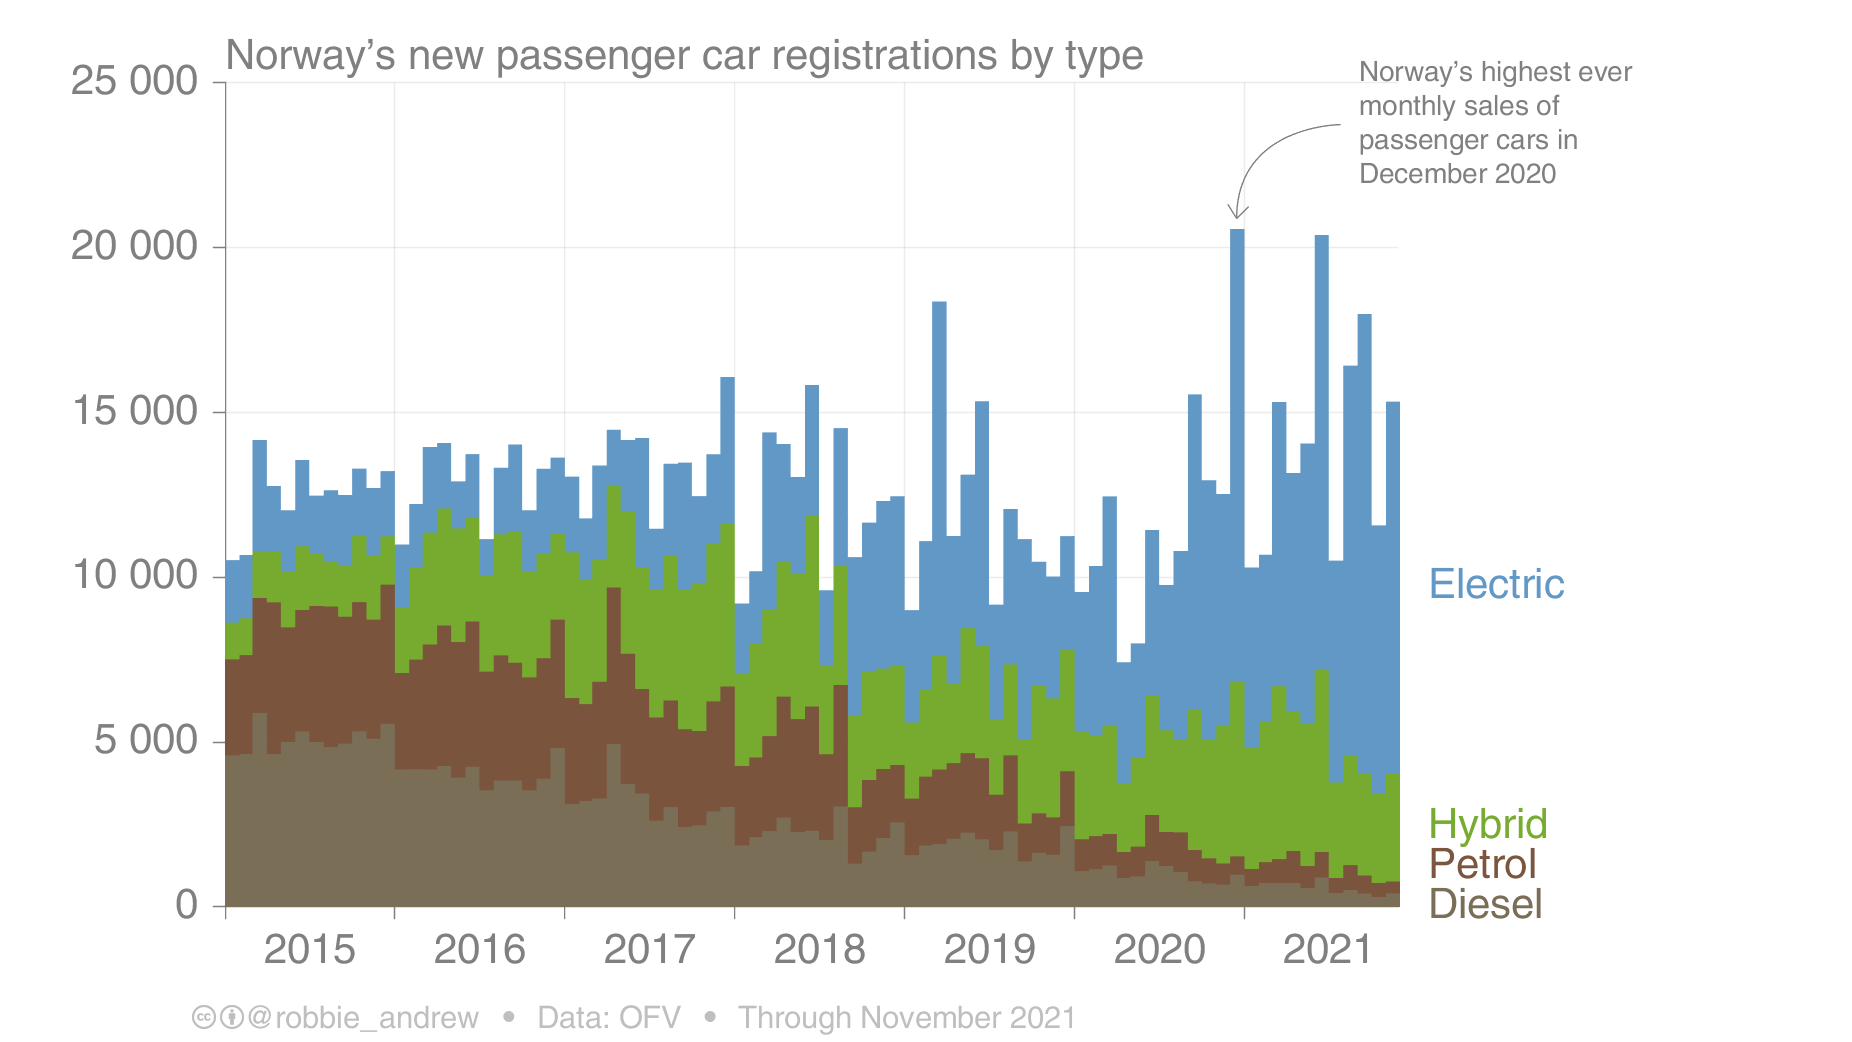 Norway’s new passenger car registrations by type
25 000
20 000
15 000
10 000
5 000
0
Norway’s highest ever
monthly sales of
passenger cars in
December 2020
Electric
Hybrid
Petrol
Diesel
2015 2016 2017 2018 2019 2020 2021
cc @robbie_andrew • Data: OFV • Through November 2021